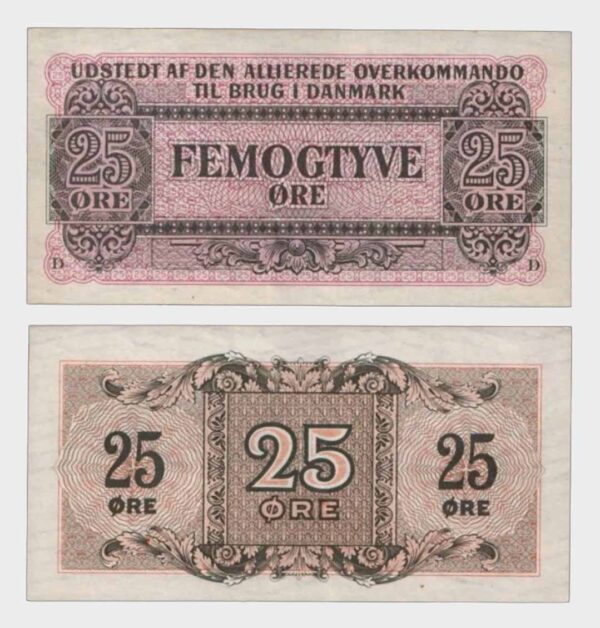 UDSTEDT AF DEN ALLIEREDE OVERKOMMANDO
TIL BRUG I DANMARK
25 ØRE
FEMOGTYVE
ØRE
25 ØRE
D D
25 ØRE
25 ØRE
25 ØRE